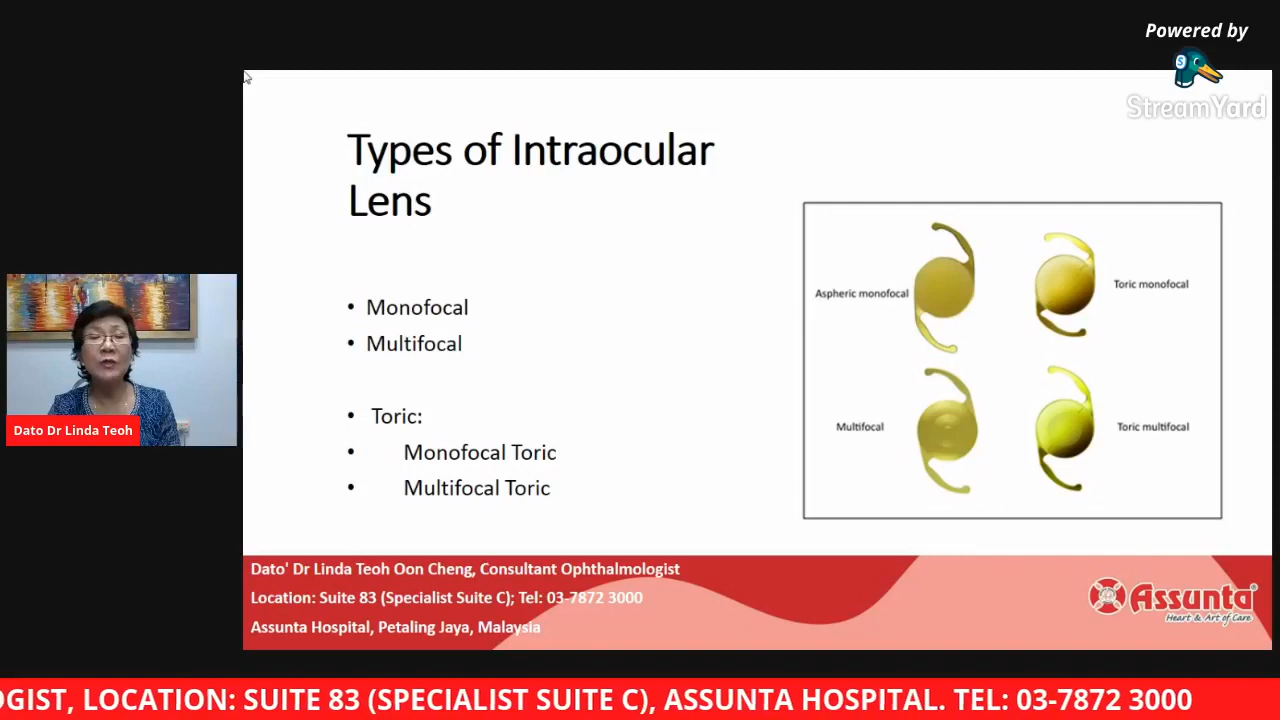 Powered by
StreamYard
Types of Intraocular
Lens
• Monofocal
• Multifocal
• Toric:
• Monofocal Toric
• Multifocal Toric
Aspheric monofocal
Toric monofocal
Multifocal
Toric multifocal
Dato Dr Linda Teoh
Dato' Dr Linda Teoh Oon Cheng, Consultant Ophthalmologist
Location: Suite 83 (Specialist Suite C); Tel: 03-7872 3000
Assunta Hospital, Petaling Jaya, Malaysia
Assunta®
Heart & Art of Care
OGIST, LOCATION: SUITE 83 (SPECIALIST SUITE C), ASSUNTA HOSPITAL. TEL: 03-7872 3000